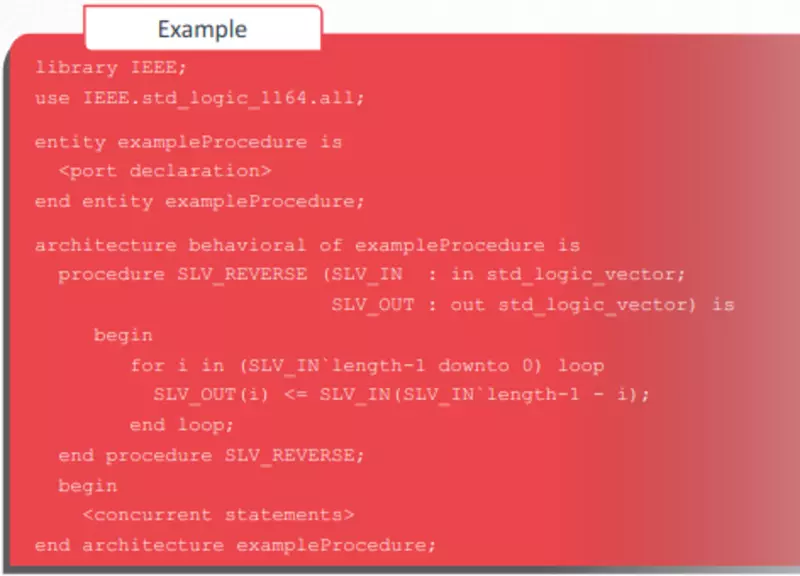 Example
library IEEE;
use IEEE.std_logic_1164.all;
entity exampleProcedure is
<port declaration>
end entity exampleProcedure;
architecture behavioral of exampleProcedure is
procedure SLV_REVERSE (SLV_IN : in std_logic_vector;
SLV_OUT : out std_logic_vector) is
begin
for i in (SLV_IN`length-1 downto 0) loop
SLV_OUT(i) <= SLV_IN(SLV_IN`length-1 - i);
end loop;
end procedure SLV_REVERSE;
begin
<concurrent statements>
end architecture exampleProcedure;